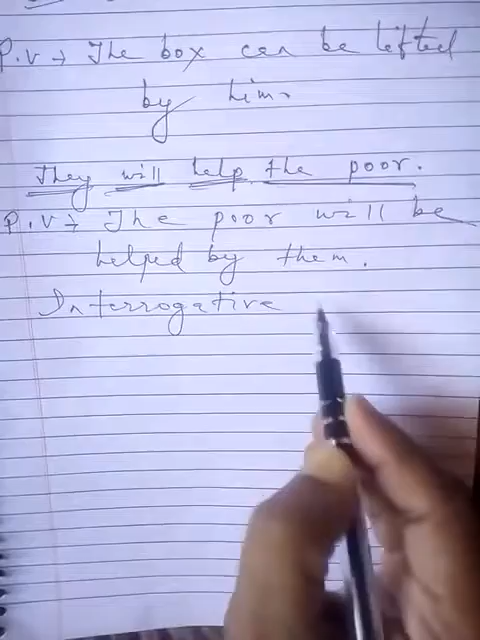 P.V → The box can be lifted
by him.
They will help the poor.
P.V → The poor will be
helped by them.
Interrogative